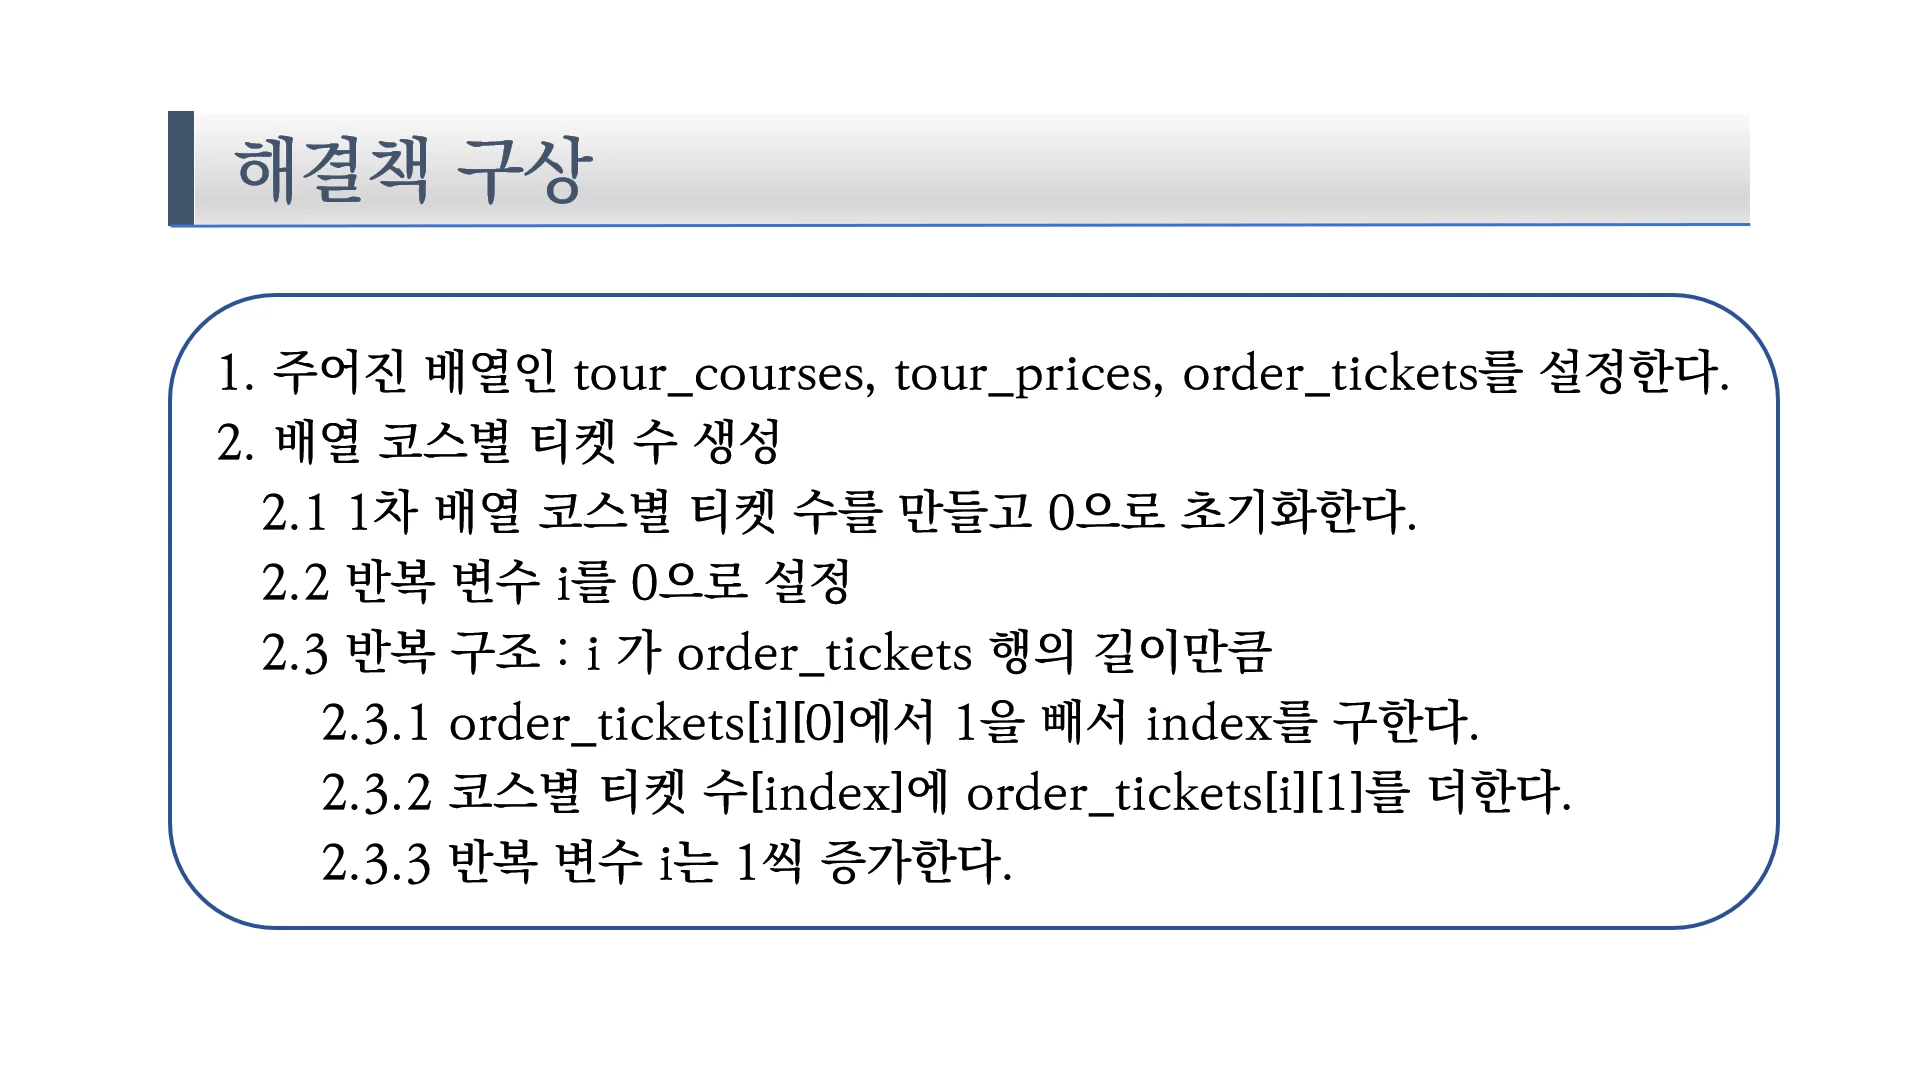 해결책 구상
1. 주어진 배열인 tour_courses, tour_prices, order_tickets를 설정한다.
2. 배열 코스별 티켓 수 생성
2.1 1차 배열 코스별 티켓 수를 만들고 0으로 초기화한다.
2.2 반복 변수 i를 0으로 설정
2.3 반복 구조 : i 가 order_tickets 행의 길이만큼
2.3.1 order_tickets[i][0]에서 1을 빼서 index를 구한다.
2.3.2 코스별 티켓 수[index]에 order_tickets[i][1]를 더한다.
2.3.3 반복 변수 i는 1씩 증가한다.